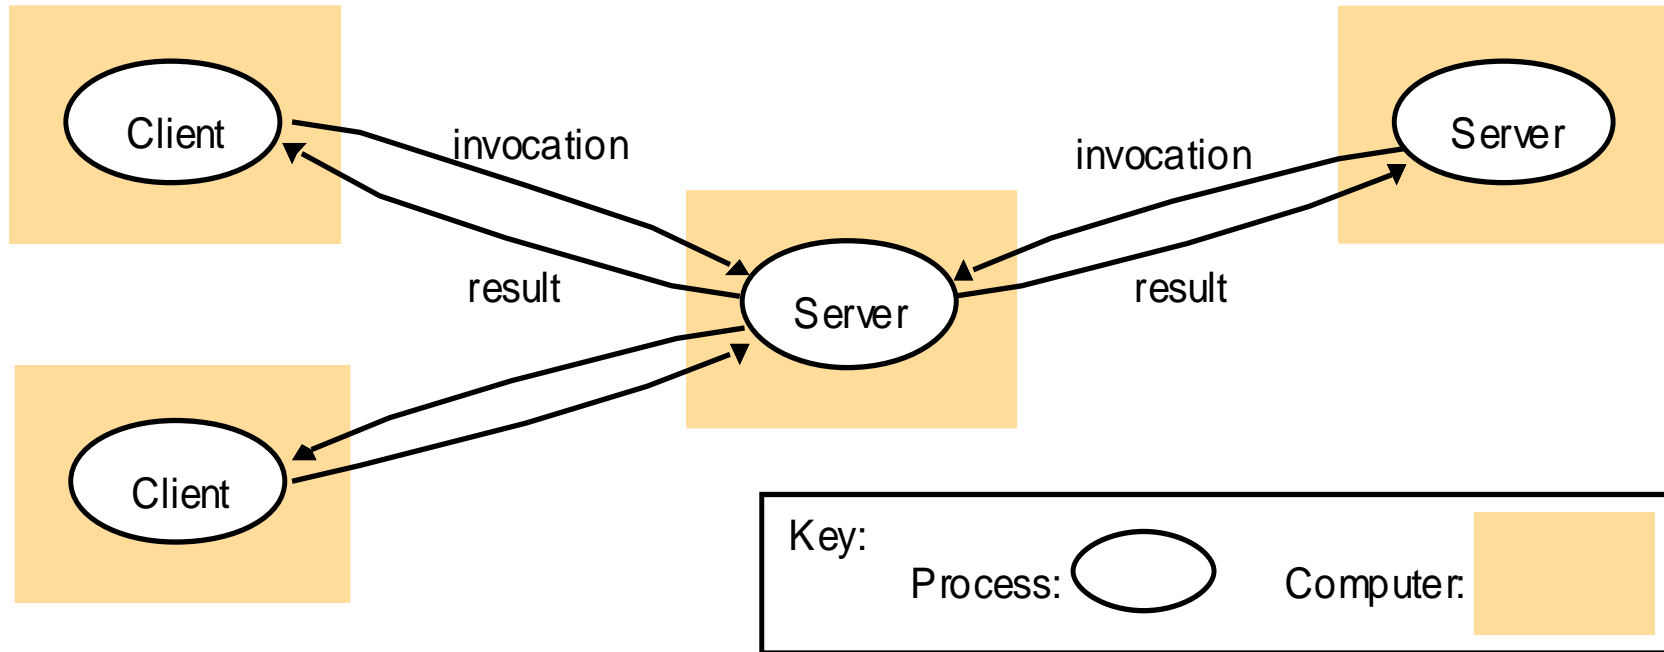 Client
invocation
result
Server
invocation
result
Server
Client
Key:
Process:
Computer: